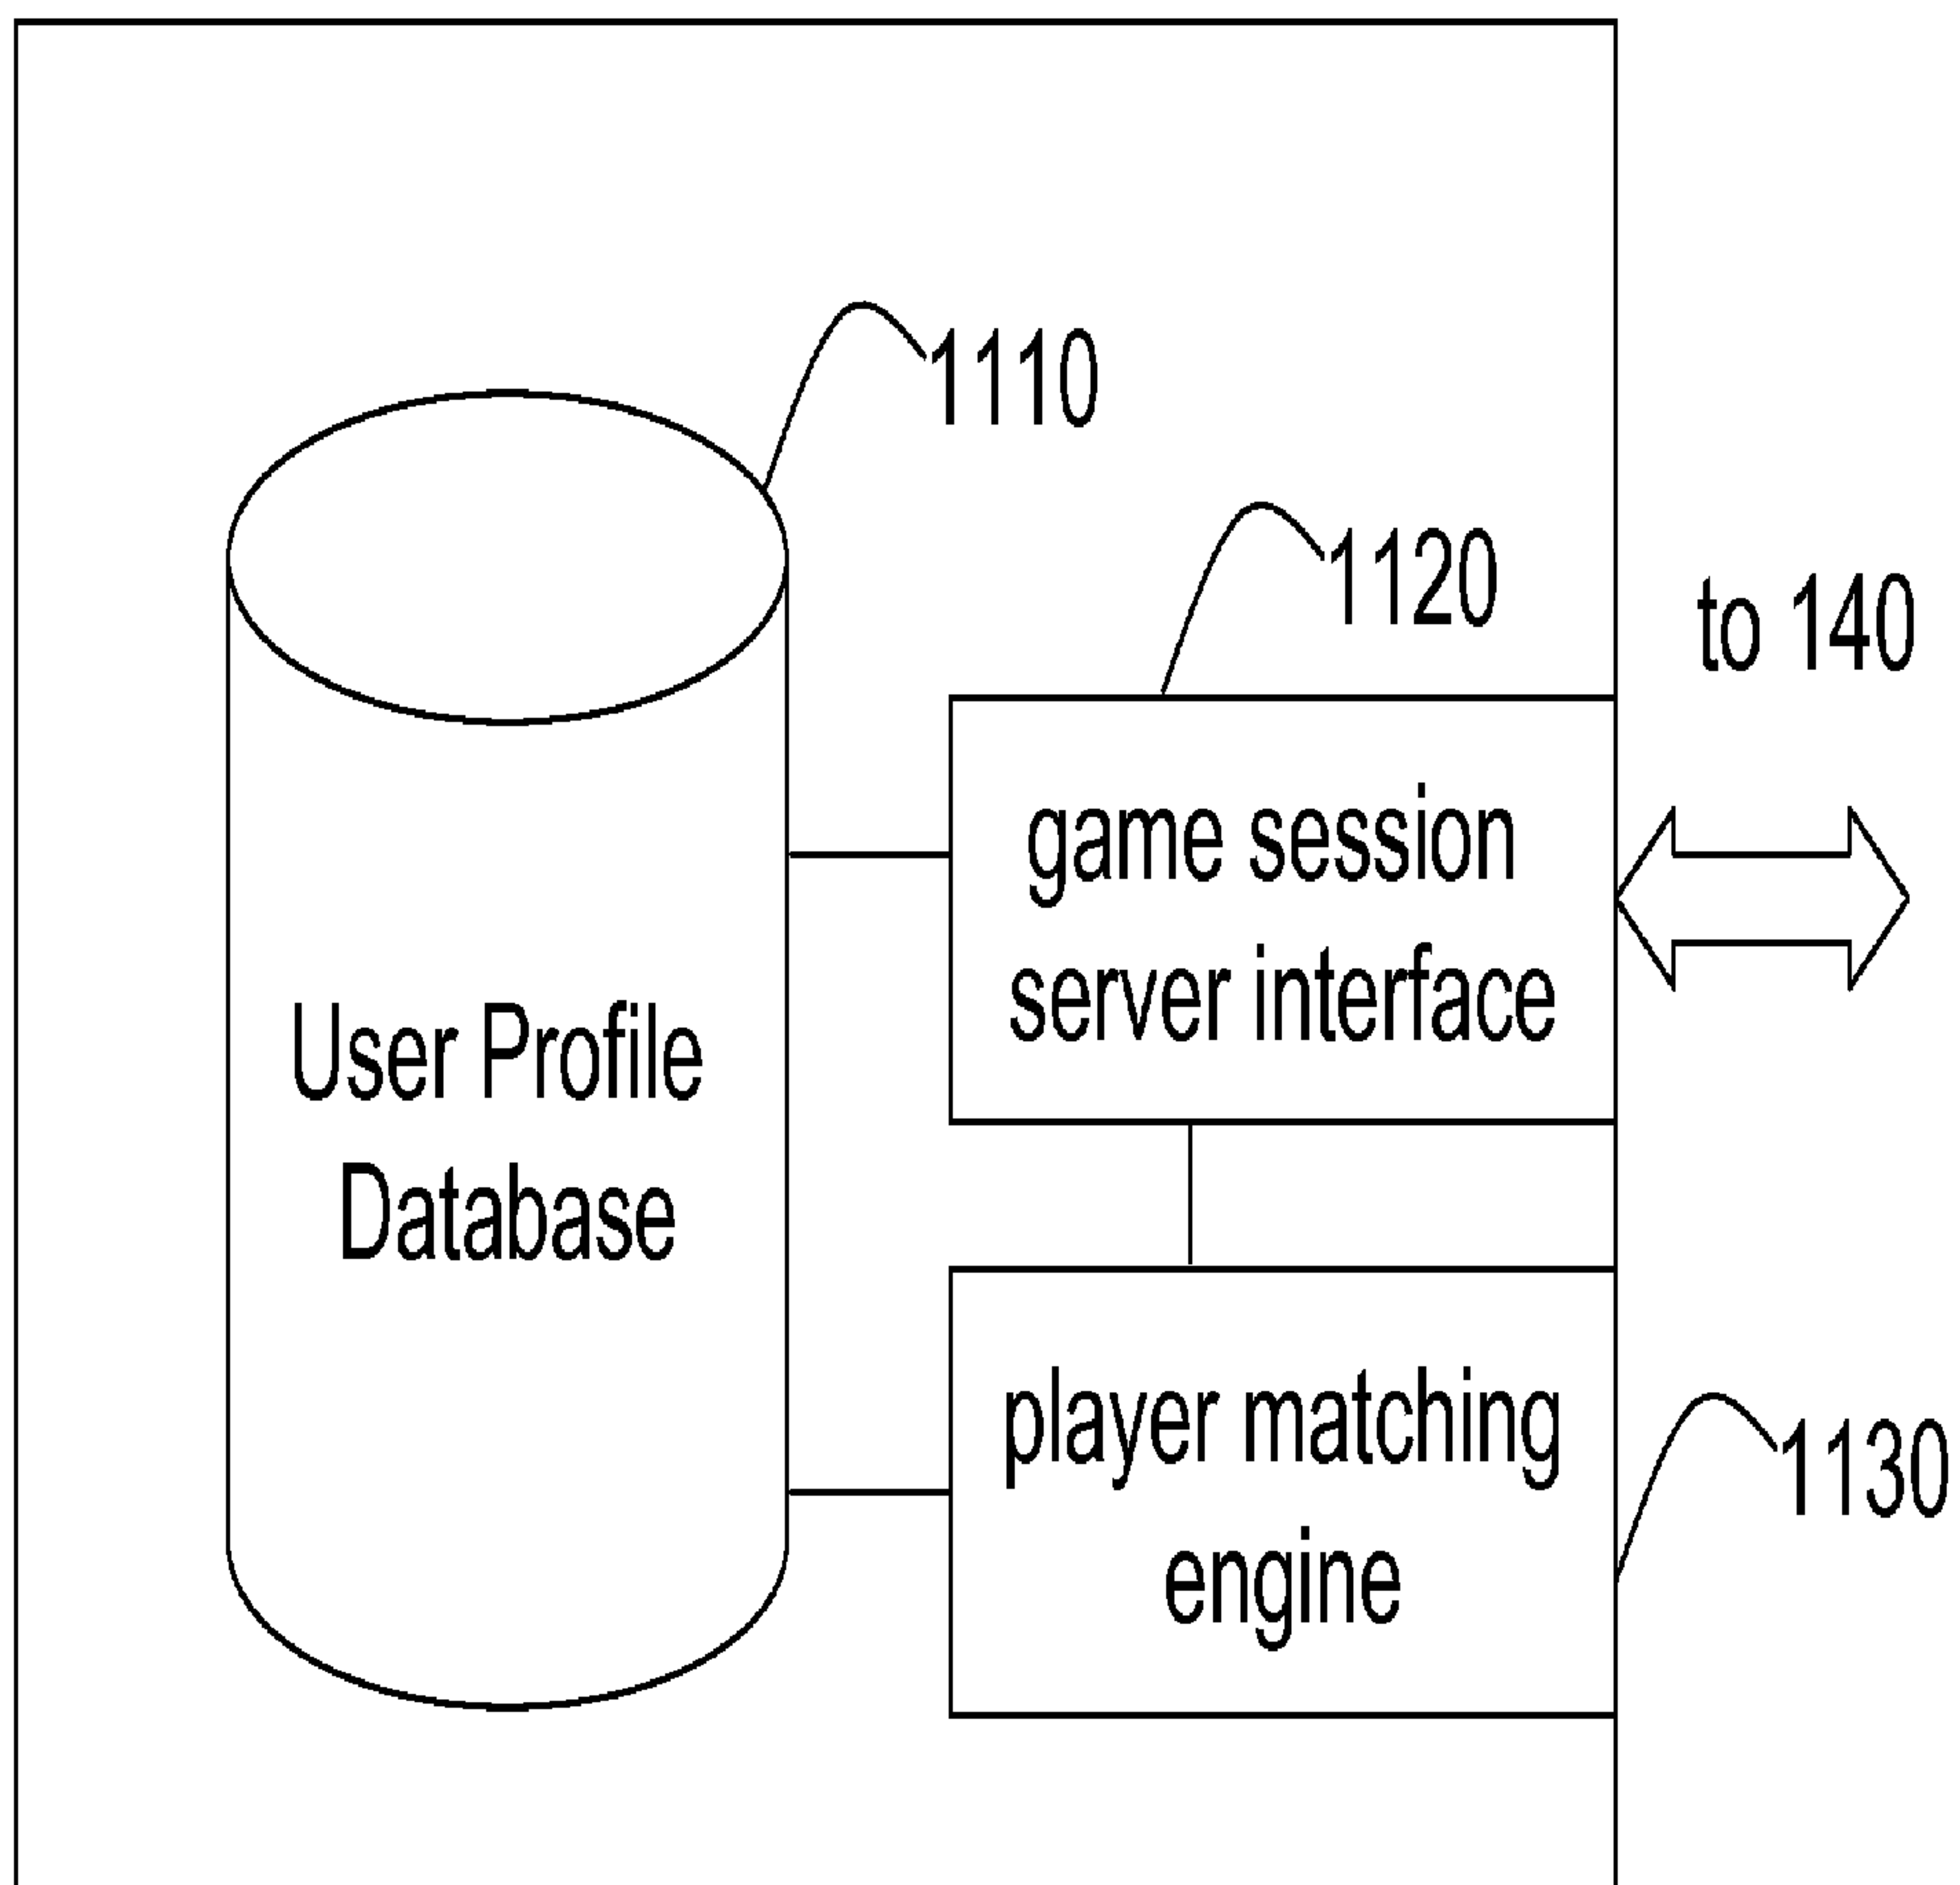 1110
1120
to 140
game session
server interface
User Profile
Database
player matching
engine
1130